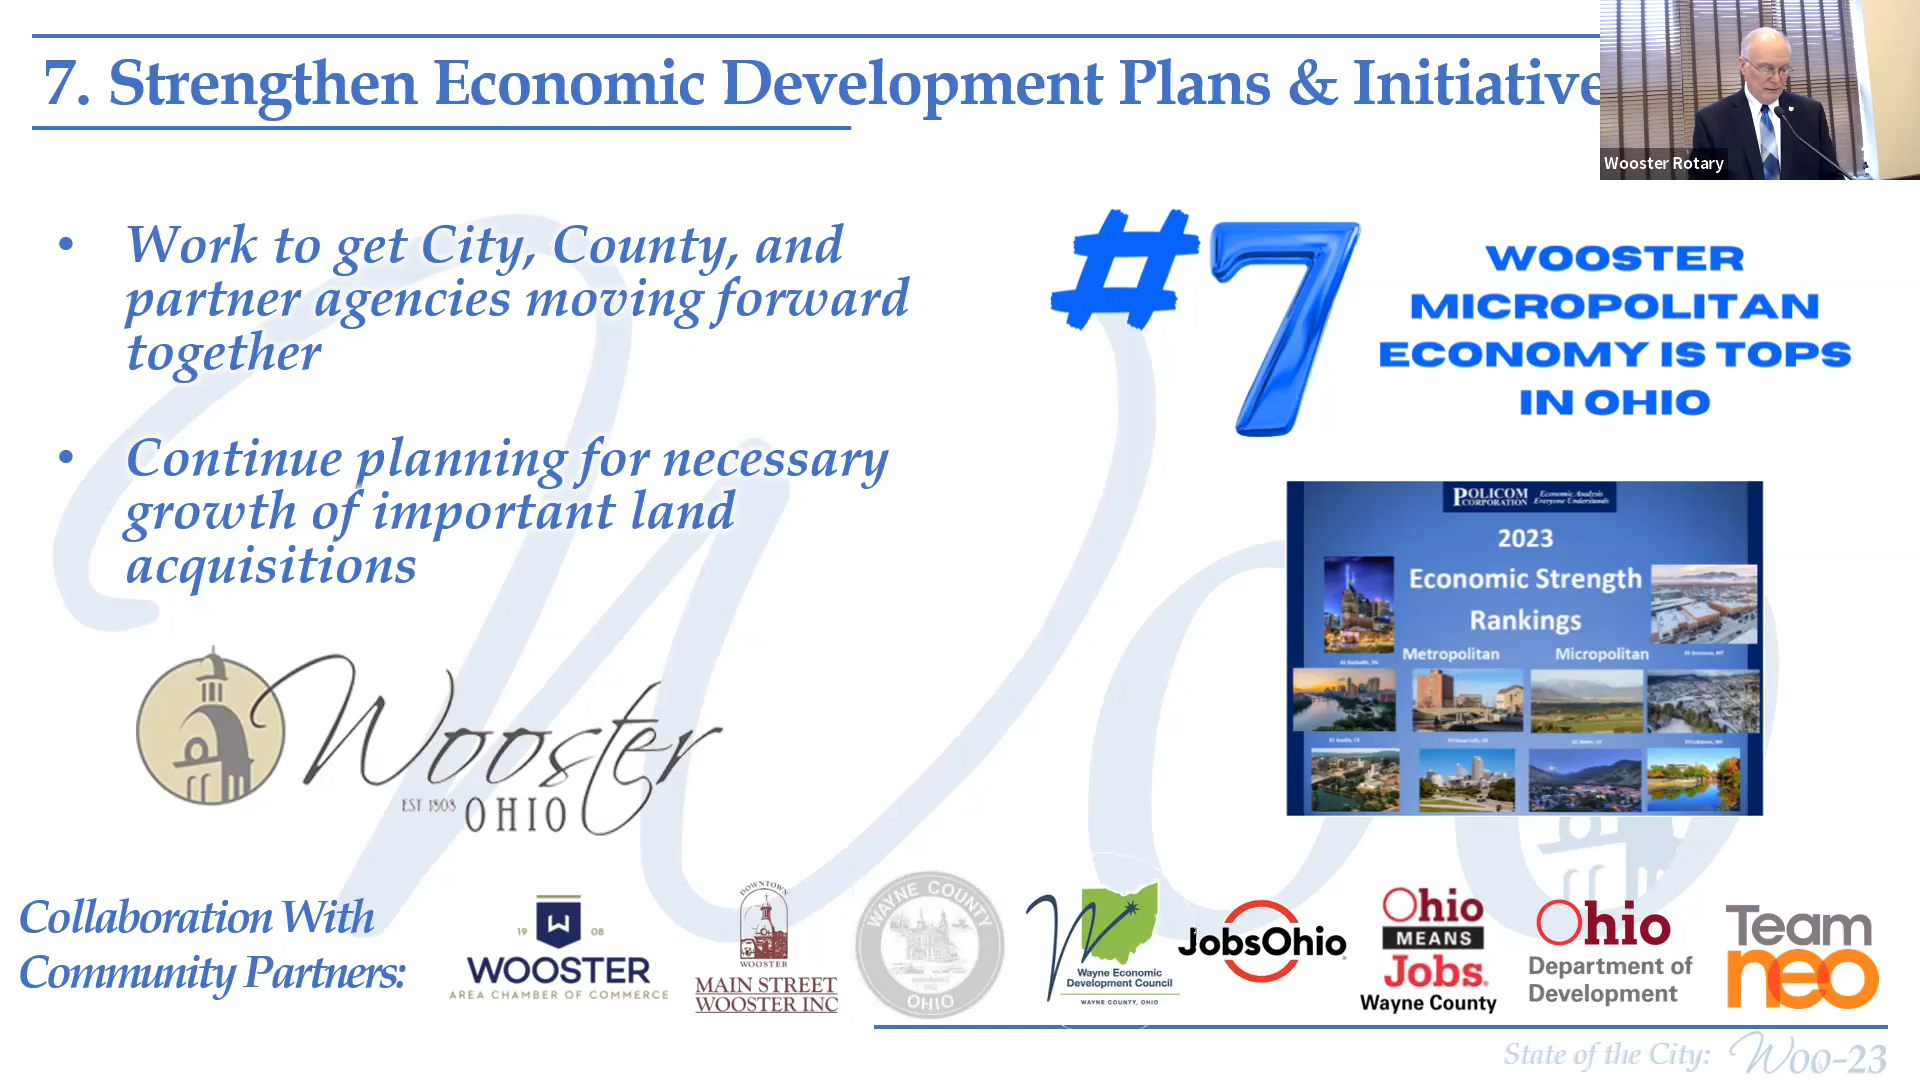 7. Strengthen Economic Development Plans & Initiative
Wooster Rotary
• Work to get City, County, and
partner agencies moving forward
together
• Continue planning for necessary
growth of important land
acquisitions
#7
WOOSTER
MICROPOLITAN
ECONOMY IS TOPS
IN OHIO
POLICOM
CORPORATION
Economic Analysis
Everyone Understands
2023
Economic Strength
Rankings
Metropolitan
Micropolitan
Wooster
EST 1808
OHIO
Collaboration With
Community Partners:
19 W 08
WOOSTER
AREA CHAMBER OF COMMERCE
DOWNTOWN
WOOSTER
MAIN STREET
WOOSTER INC
WAYNE COUNTY
OHIO
Wayne Economic
Development Council
WAYNE COUNTY, OHIO
JobsOhio
Ohio
MEANS
Jobs
Wayne County
Ohio
Department of
Development
Team
neo
State of the City: Woo-23